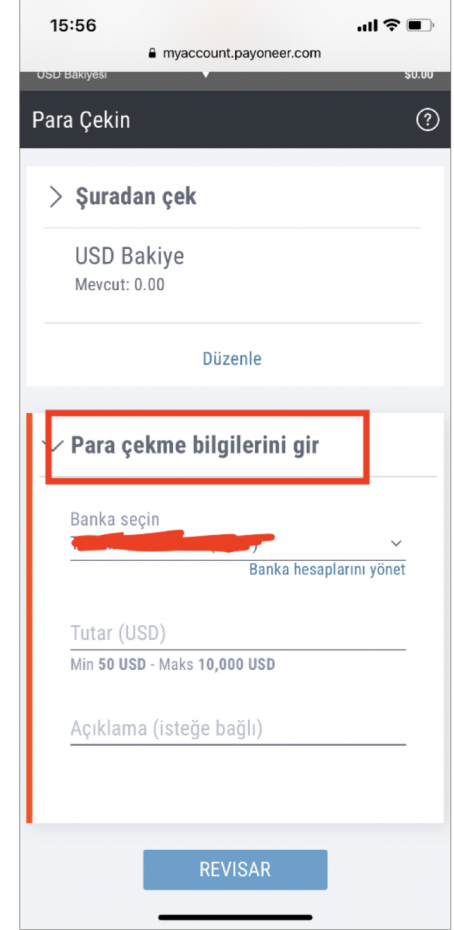 15:56
myaccount.payoneer.com
USD Bakiyesi $0.00
Para Çekin
Şuradan çek
USD Bakiye
Mevcut: 0.00
Düzenle
Para çekme bilgilerini gir
Banka seçin
Banka hesaplarını yönet
Tutar (USD)
Min 50 USD - Maks 10,000 USD
Açıklama (isteğe bağlı)
REVISAR